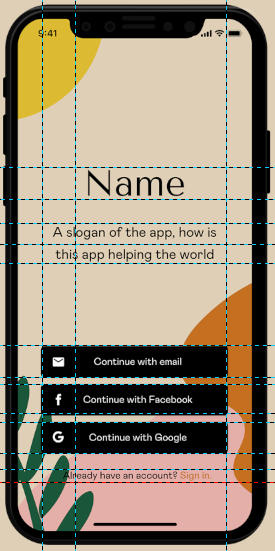 9:41
Name
A slogan of the app, how is
this app helping the world
Continue with email
Continue with Facebook
Continue with Google
Already have an account? Sign in.